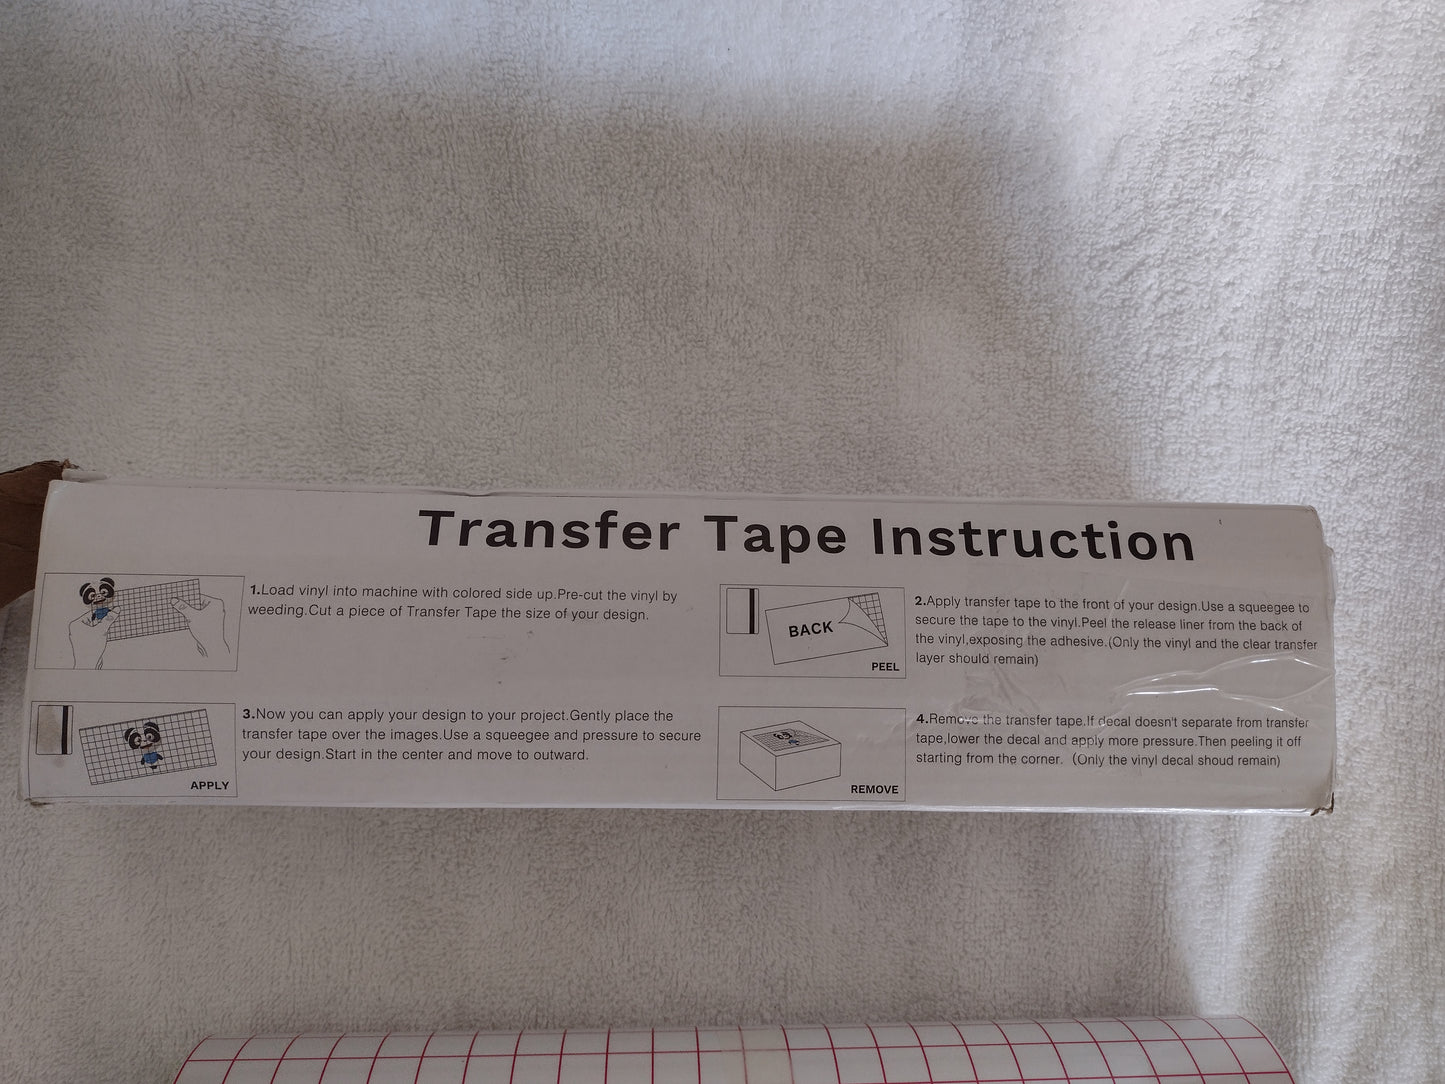 Transfer Tape Instruction
1.Load vinyl into machine with colored side up.Pre-cut the vinyl by
weeding.Cut a piece of Transfer Tape the size of your design.
BACK
PEEL
2.Apply transfer tape to the front of your design.Use a squeegee to
secure the tape to the vinyl.Peel the release liner from the back of
the vinyl,exposing the adhesive.(Only the vinyl and the clear transfer
layer should remain)
APPLY
3.Now you can apply your design to your project.Gently place the
transfer tape over the images.Use a squeegee and pressure to secure
your design.Start in the center and move to outward.
REMOVE
4.Remove the transfer tape.If decal doesn't separate from transfer
tape,lower the decal and apply more pressure.Then peeling it off
starting from the corner. (Only the vinyl decal shoud remain)